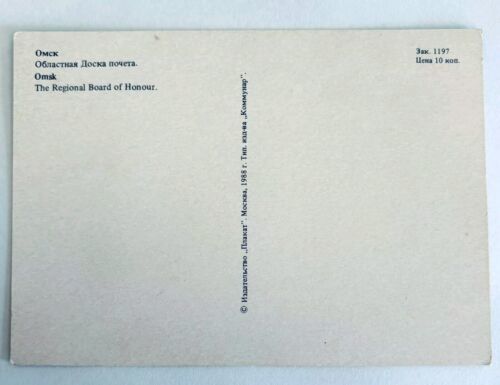 Омск
Областная Доска почета.
Omsk
The Regional Board of Honour.
Зак. 1197
Цена 10 коп.
© Издательство „Плакат”. Москва, 1988 г. Тип. изд-ва „Коммунар”.